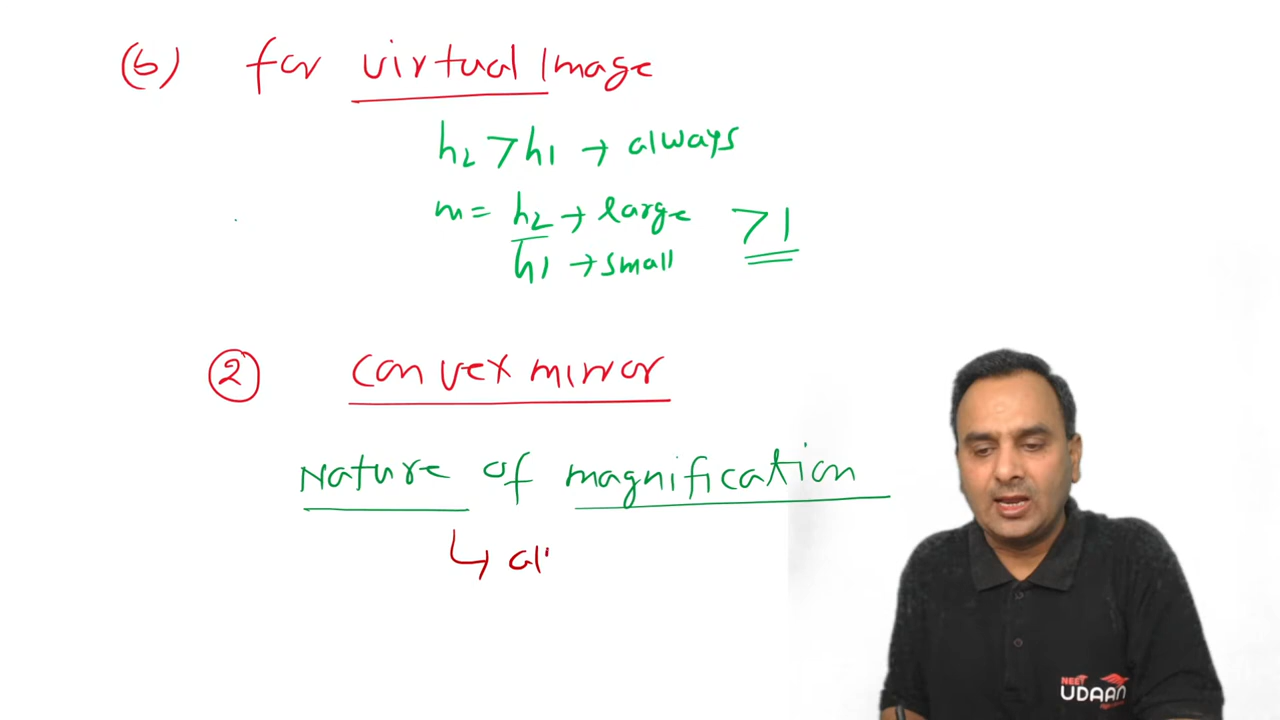 (6) for virtual Image
h2 > h1 → always
m = h2 → large > 1
h1 → small
2 convex mirror
Nature of magnification
↳ al
NEET
UDAAN